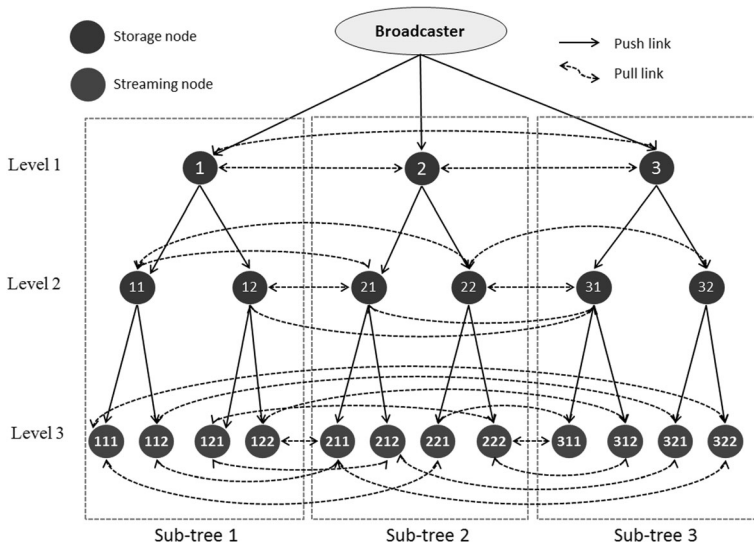 Storage node
Streaming node
Broadcaster
Push link
Pull link
Level 1
1
2
3
Level 2
11
12
21
22
31
32
Level 3
111
112
121
122
211
212
221
222
311
312
321
322
Sub-tree 1
Sub-tree 2
Sub-tree 3